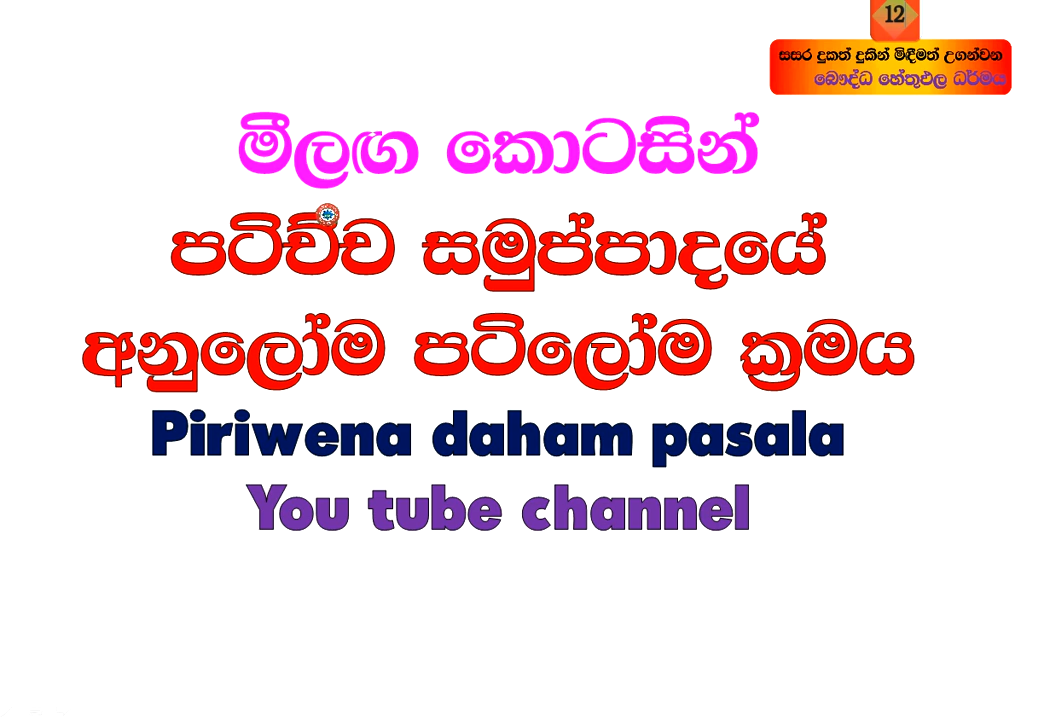 12
සසර දුකත් දුකින් මිදීමත් උගන්වන
බෞද්ධ හේතුඵල ධර්මය
මීලඟ කොටසින්
පටිච්ච සමුප්පාදයේ
අනුලෝම පටිලෝම ක්‍රමය
Piriwena daham pasala
You tube channel